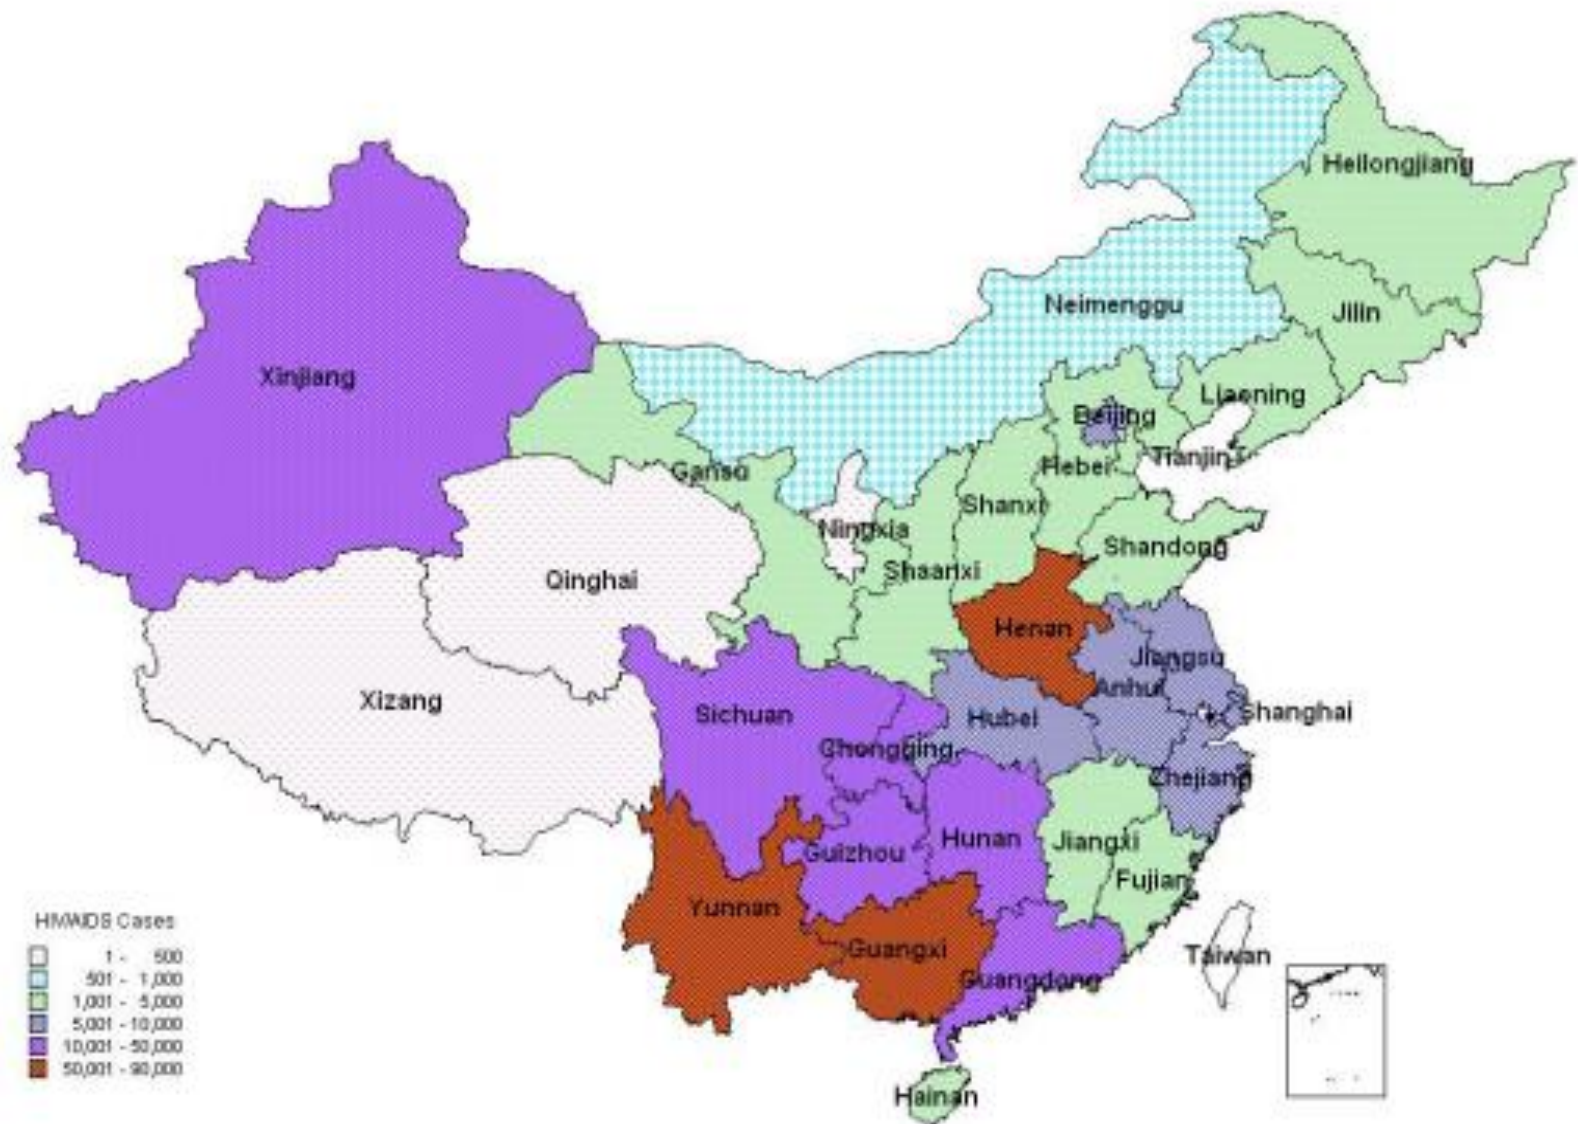 Heilongjiang
Neimenggu
Jilin
Xinjiang
Liaoning
Beijing
Gansu
Hebei
Tianjin
Shanxi
Ningxia
Shandong
Qinghai
Shaanxi
Henan
Jiangsu
Xizang
Anhui
Sichuan
Hubei
Shanghai
Chongqing
Zhejiang
Guizhou
Hunan
Jiangxi
Fujian
Yunnan
Guangxi
Taiwan
Guangdong
Hainan
HIV/AIDS Cases
1 - 500
501 - 1,000
1,001 - 5,000
5,001 - 10,000
10,001 - 50,000
50,001 - 90,000